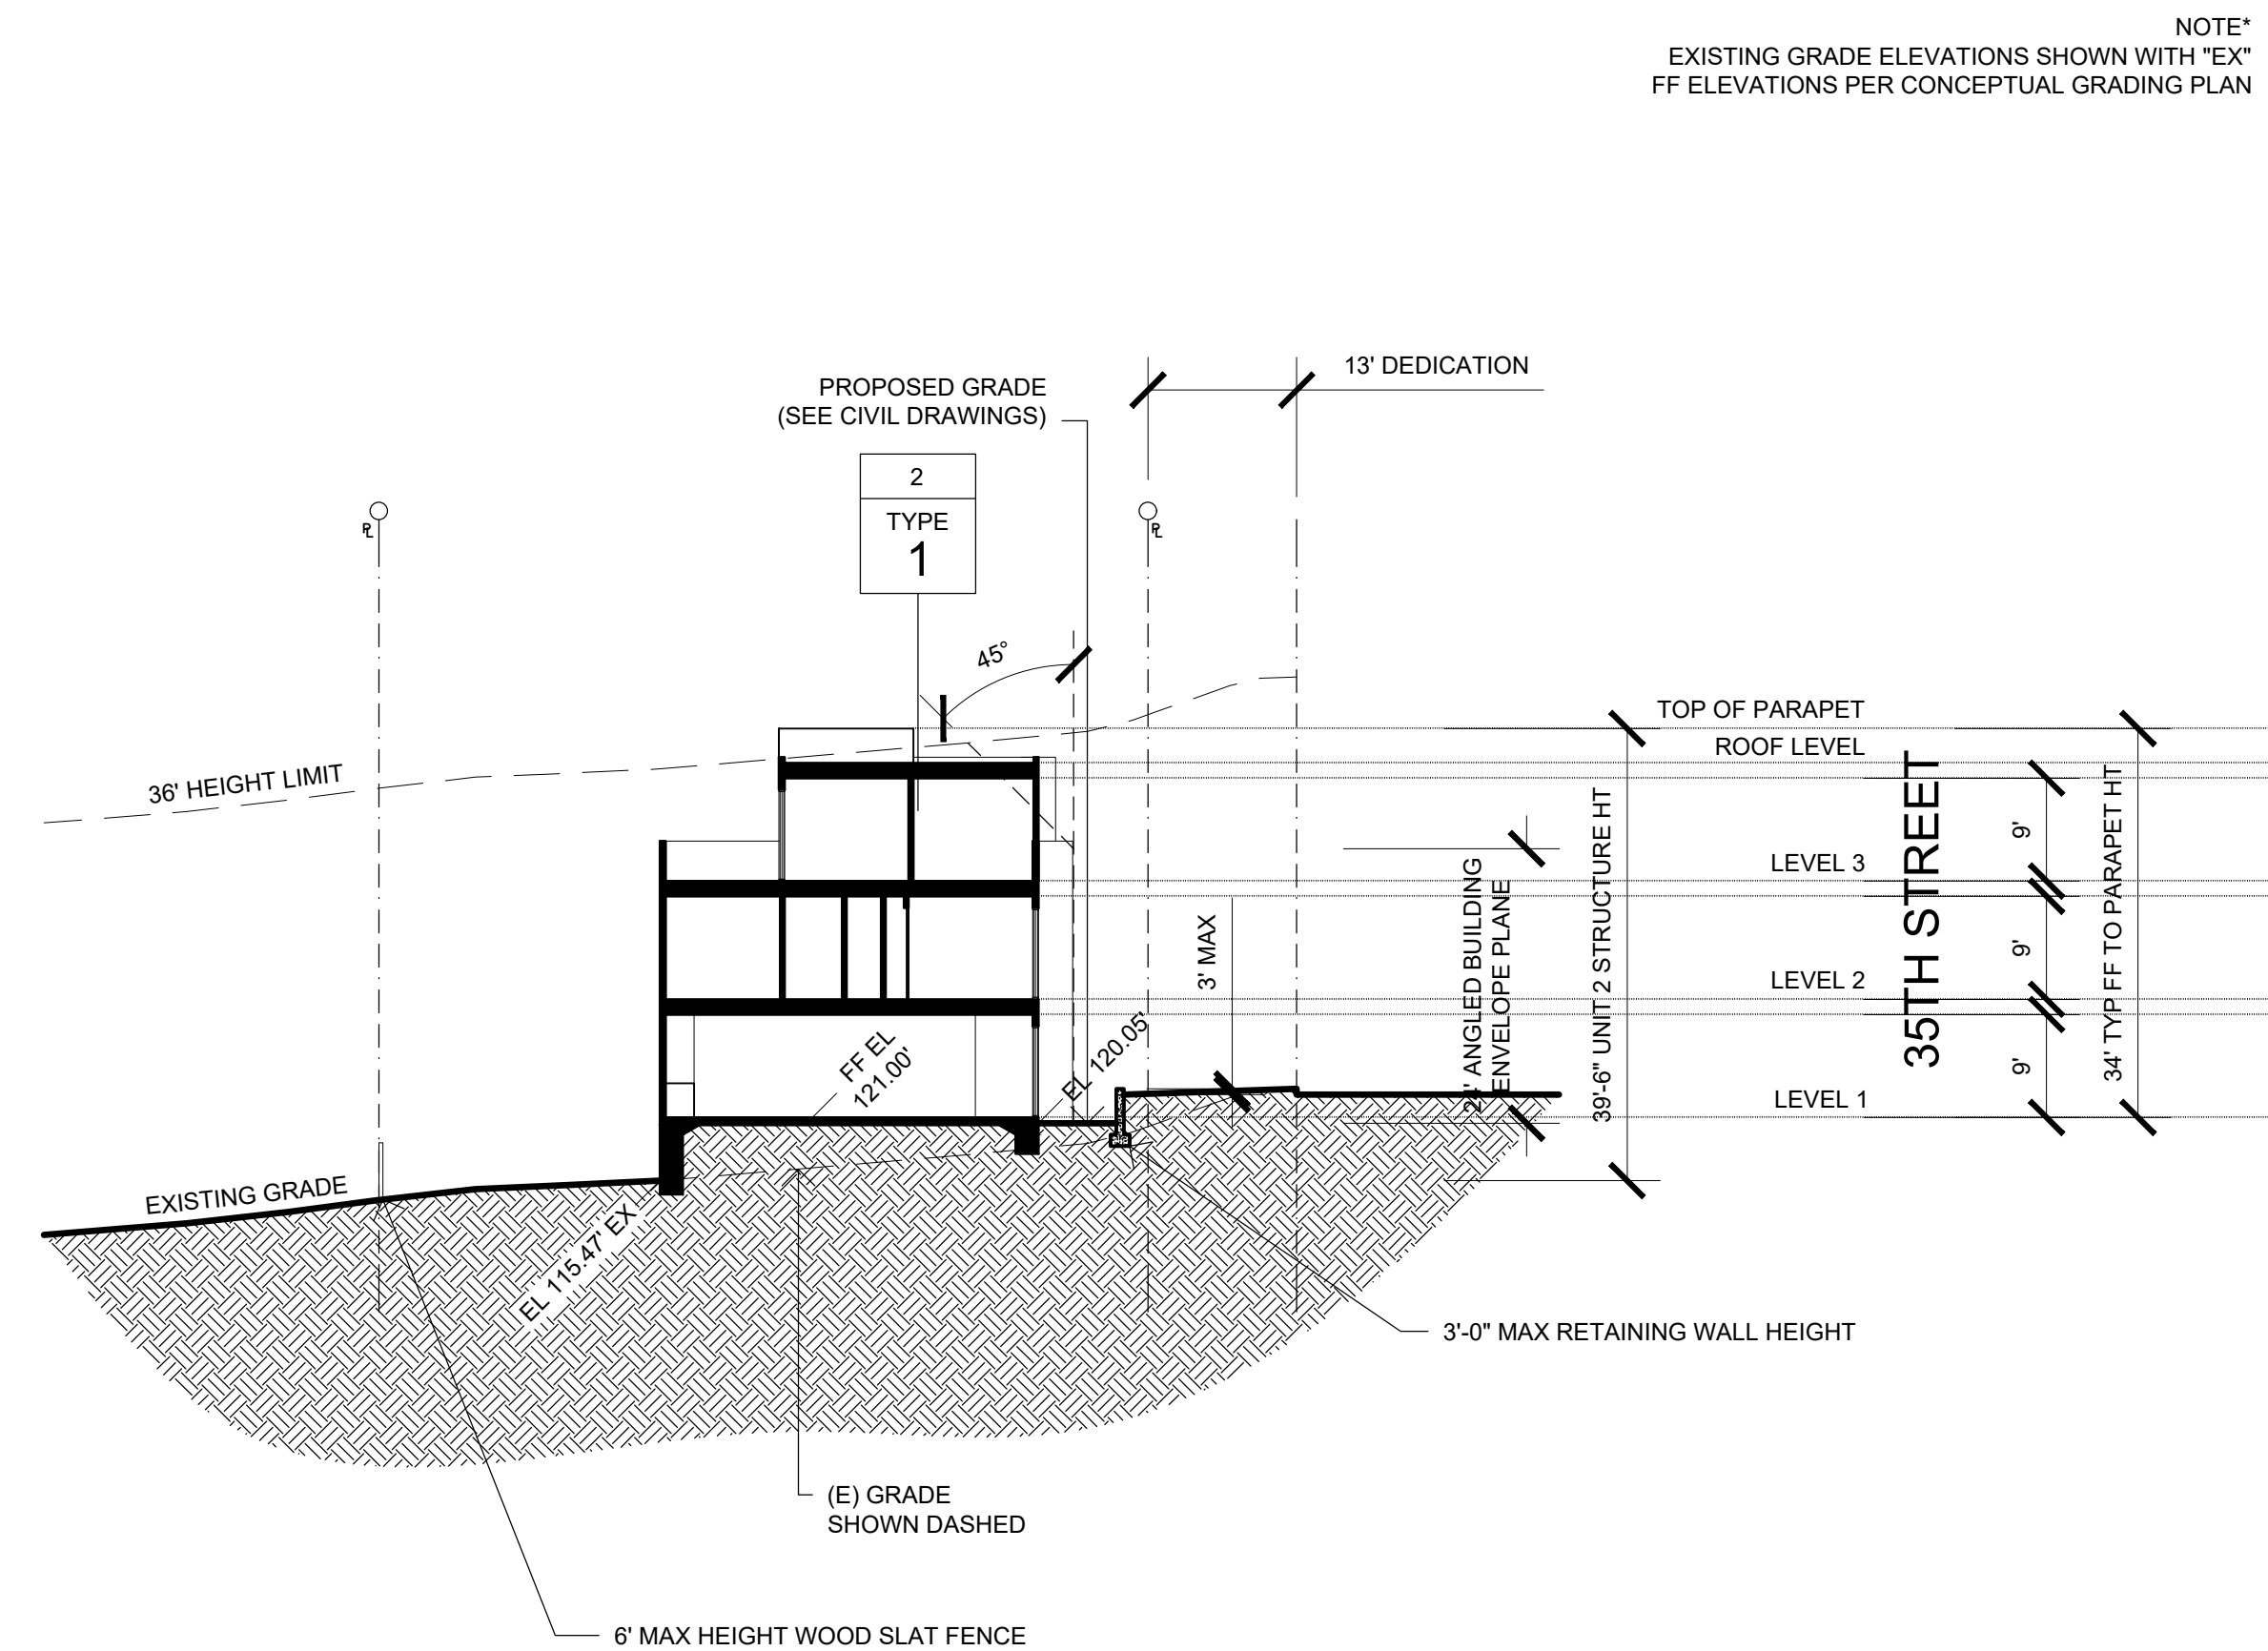 NOTE*
EXISTING GRADE ELEVATIONS SHOWN WITH "EX"
FF ELEVATIONS PER CONCEPTUAL GRADING PLAN
13' DEDICATION
PROPOSED GRADE
(SEE CIVIL DRAWINGS)
2
TYPE
1
PL
PL
45°
36' HEIGHT LIMIT
TOP OF PARAPET
ROOF LEVEL
LEVEL 3
LEVEL 2
LEVEL 1
3' MAX
24' ANGLED BUILDING
ENVELOPE PLANE
39'-6" UNIT 2 STRUCTURE HT
35TH STREET
9'
9'
9'
34' TYP FF TO PARAPET HT
FF EL
121.00'
EL 120.05'
EXISTING GRADE
EL 115.47' EX
3'-0" MAX RETAINING WALL HEIGHT
(E) GRADE
SHOWN DASHED
6' MAX HEIGHT WOOD SLAT FENCE